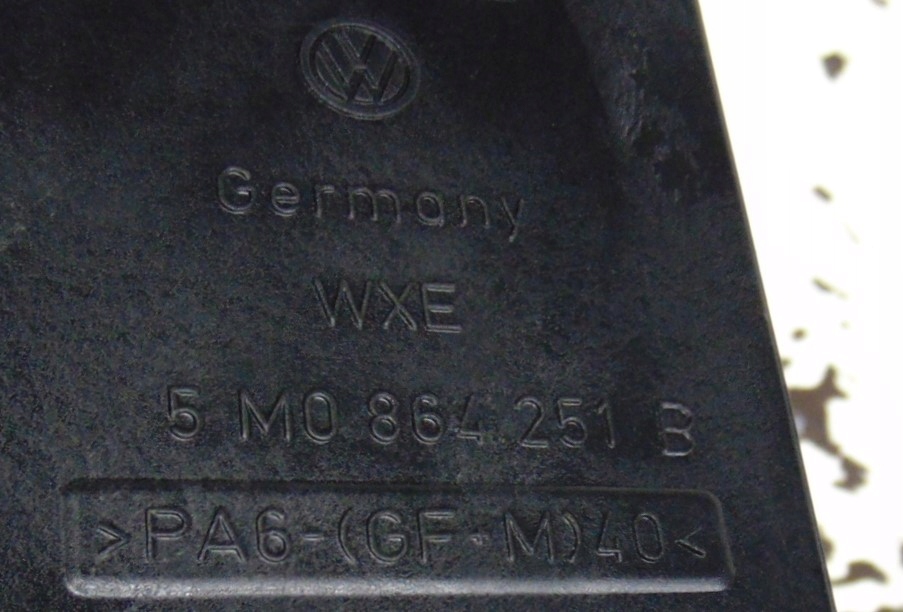 Germany
WXE
5 M0 864 251 B
>PA6-(GF+M)40<